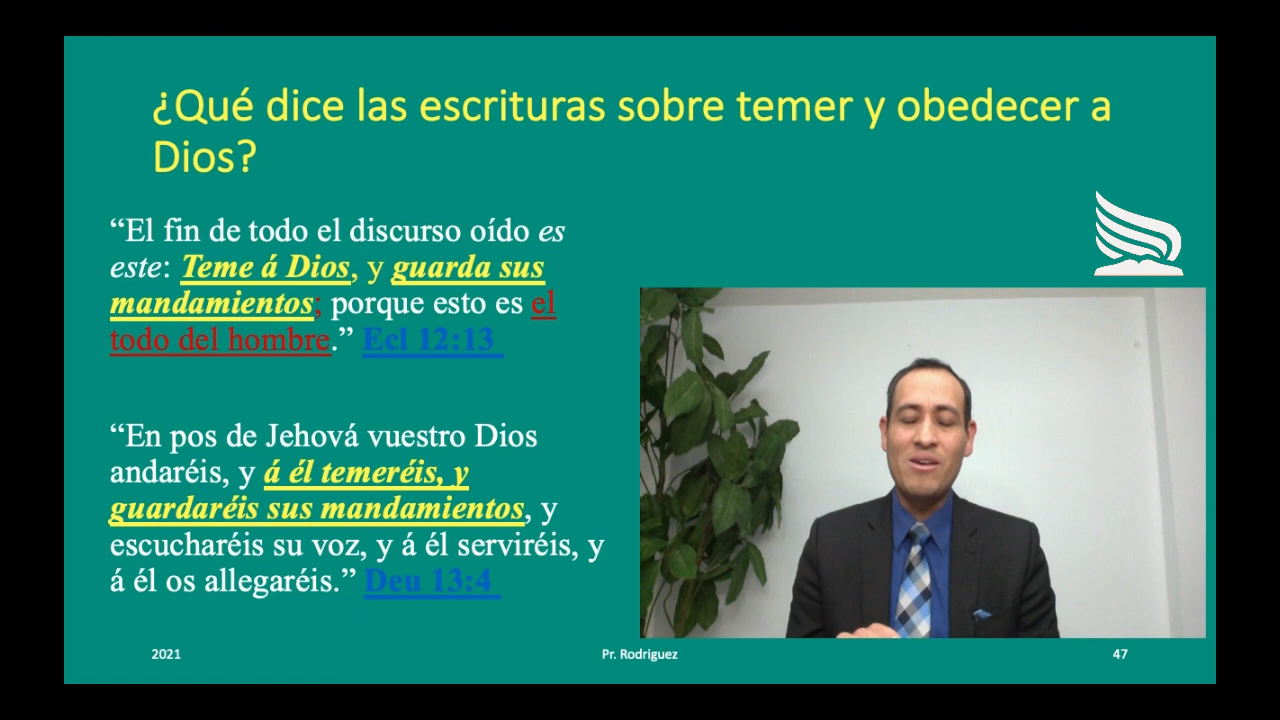 ¿Qué dice las escrituras sobre temer y obedecer a
Dios?
“El fin de todo el discurso oído es
este: Teme á Dios, y guarda sus
mandamientos; porque esto es el
todo del hombre.” Ecl 12:13
“En pos de Jehová vuestro Dios
andaréis, y á él temeréis, y
guardaréis sus mandamientos, y
escucharéis su voz, y á él serviréis, y
á él os allegaréis.” Deu 13:4
2021
Pr. Rodriguez
47